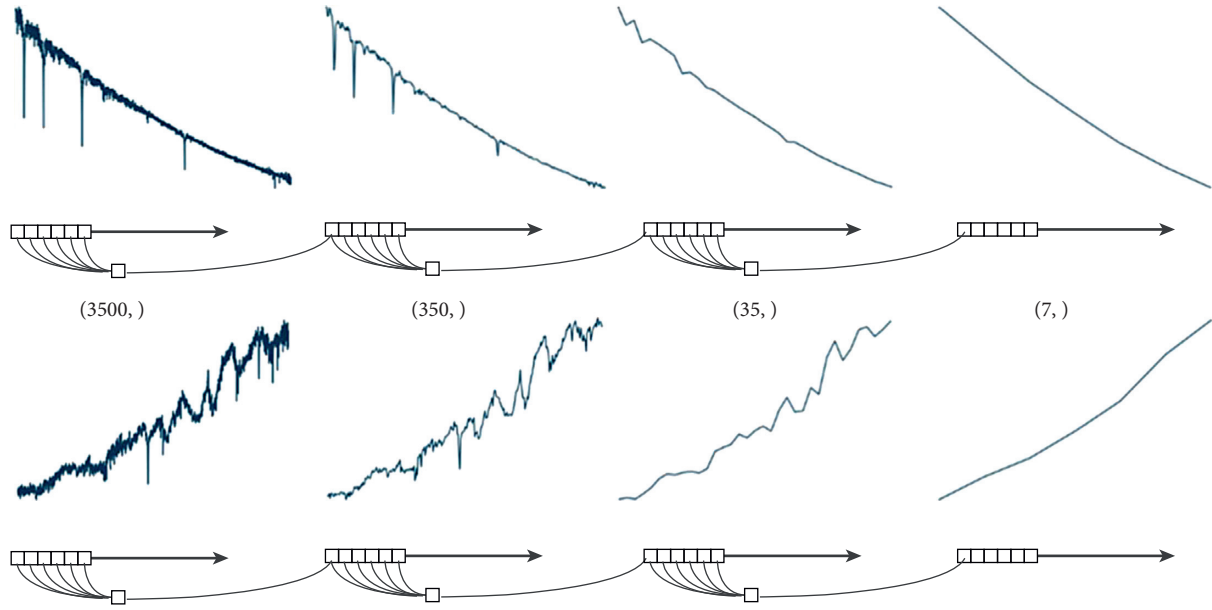 (3500, ) (350, ) (35, ) (7, )